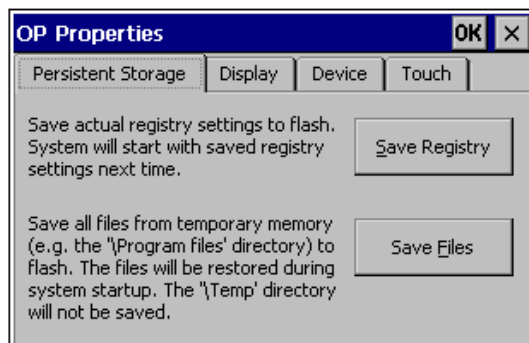 OP Properties OK ×
Persistent Storage Display Device Touch
Save actual registry settings to flash.
System will start with saved registry
settings next time.
Save Registry
Save all files from temporary memory
(e.g. the "\Program files' directory) to
flash. The files will be restored during
system startup. The "\Temp' directory
will not be saved.
Save Files